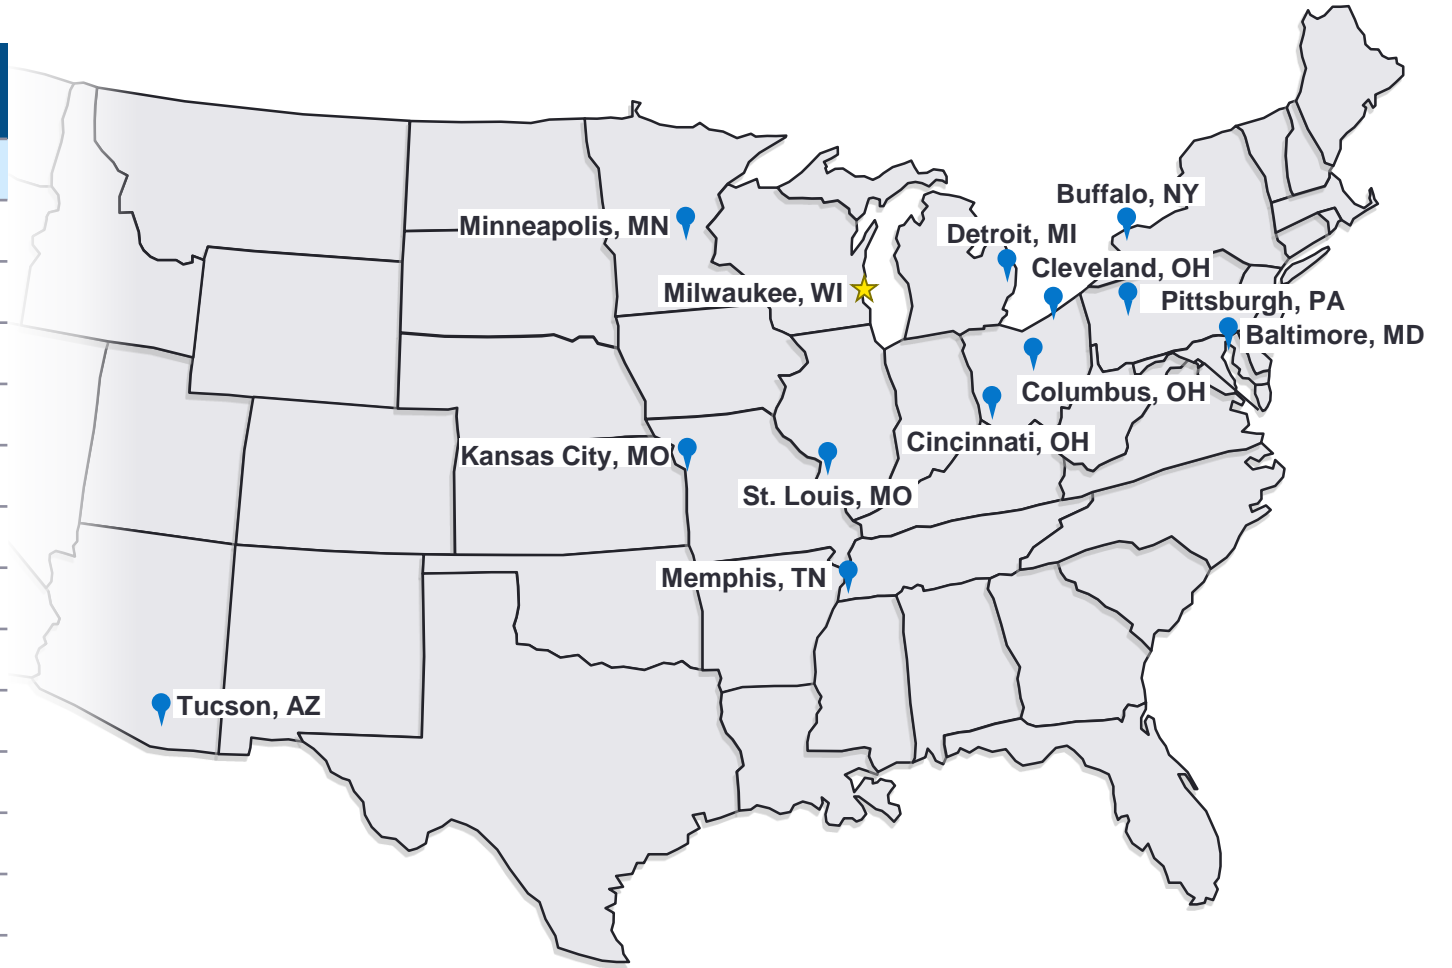 Buffalo, NY
Minneapolis, MN
Detroit, MI
Cleveland, OH
Milwaukee, WI
Pittsburgh, PA
Baltimore, MD
Columbus, OH
Cincinnati, OH
Kansas City, MO
St. Louis, MO
Memphis, TN
Tucson, AZ